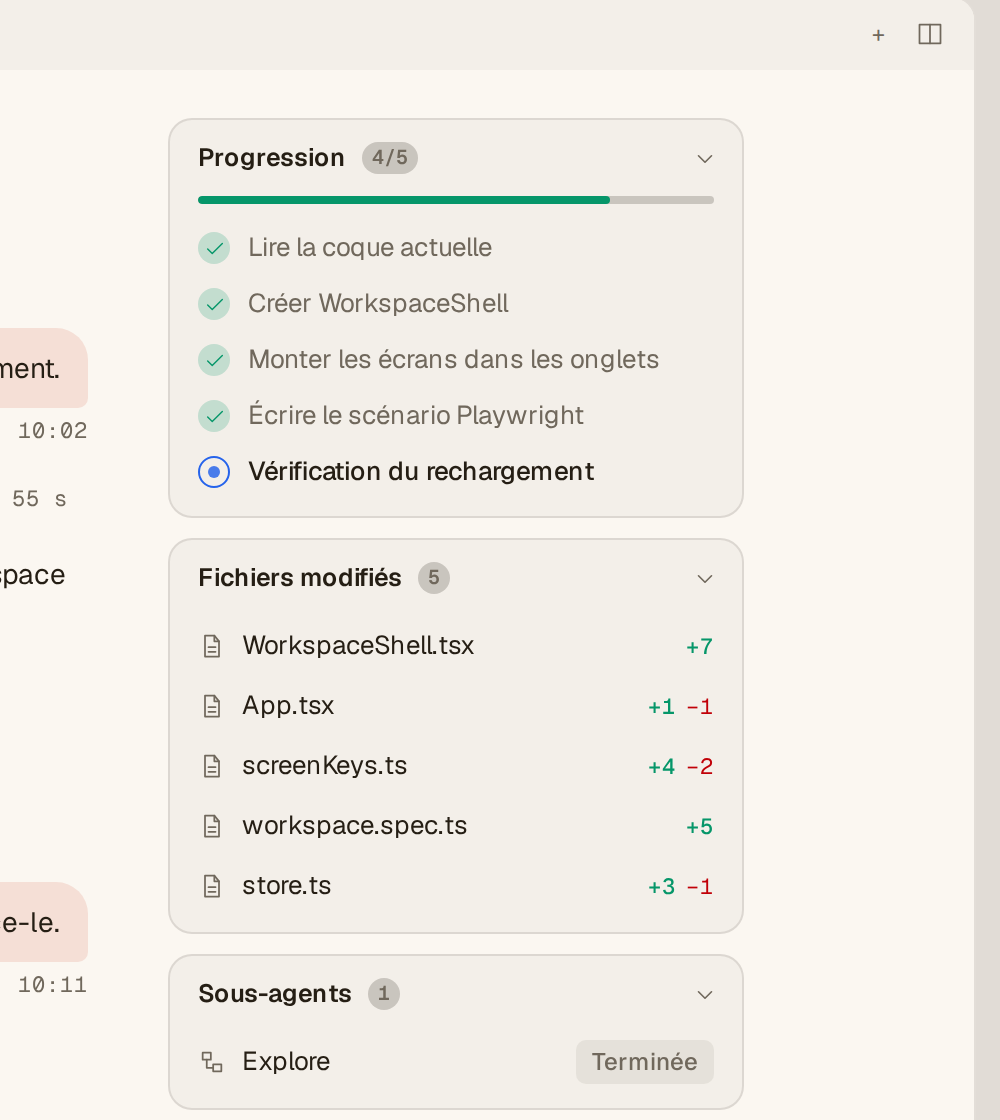 Progression 4/5
Lire la coque actuelle
Créer WorkspaceShell
Monter les écrans dans les onglets
Écrire le scénario Playwright
Vérification du rechargement
ment.
10:02
55 s
space
Fichiers modifiés 5
WorkspaceShell.tsx +7
App.tsx +1 −1
screenKeys.ts +4 −2
workspace.spec.ts +5
store.ts +3 −1
e-le.
10:11
Sous-agents 1
Explore Terminée